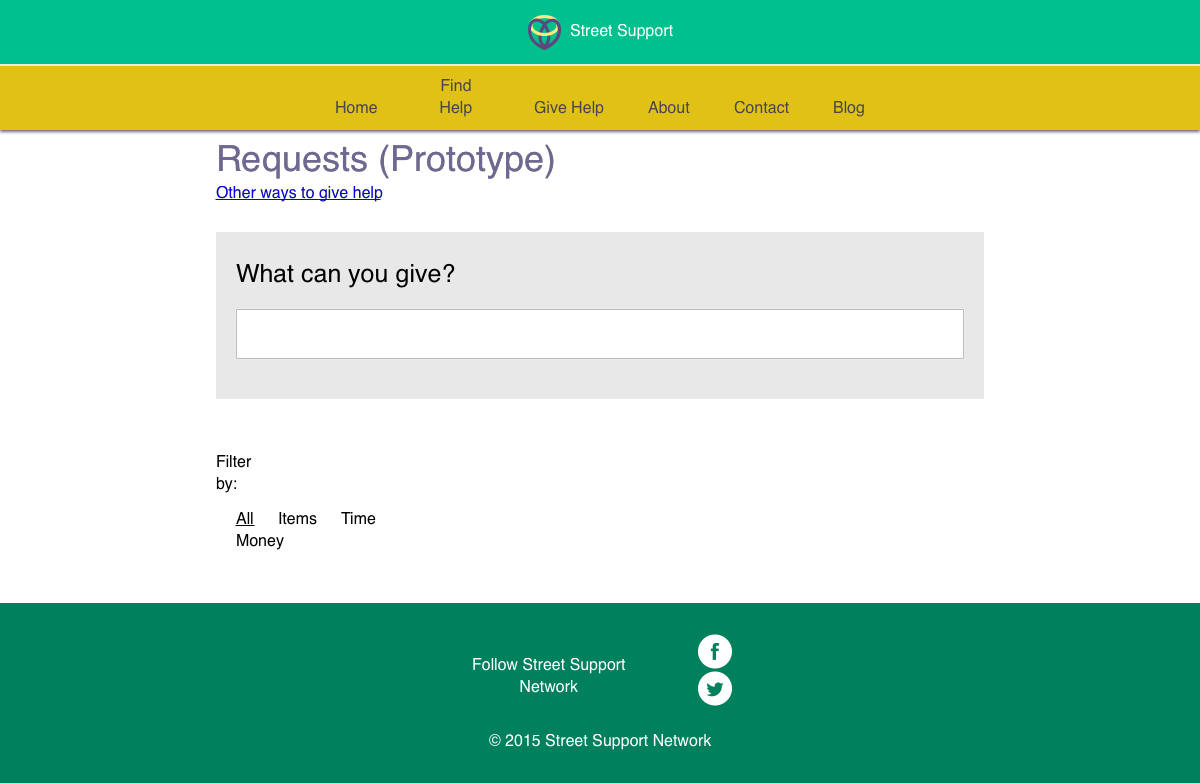 Street Support
Find
Home Help Give Help About Contact Blog
Requests (Prototype)
Other ways to give help
What can you give?
Filter
by:
All Items Time
Money
Follow Street Support
Network
© 2015 Street Support Network